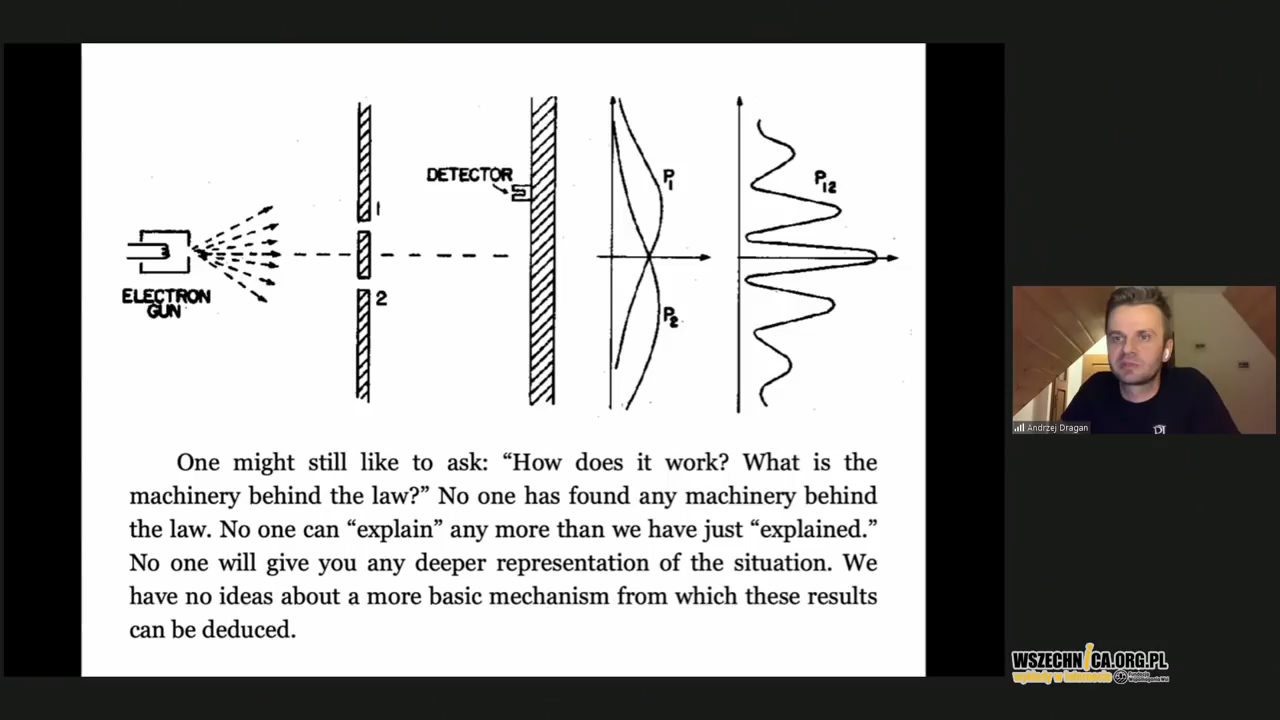 DETECTOR
P1
P12
1
ELECTRON
GUN
2
P2
Andrzej Dragan
One might still like to ask: “How does it work? What is the
machinery behind the law?” No one has found any machinery behind
the law. No one can “explain” any more than we have just “explained.”
No one will give you any deeper representation of the situation. We
have no ideas about a more basic mechanism from which these results
can be deduced.
WSZECHNiCA.ORG.PL
wykłady w internecie